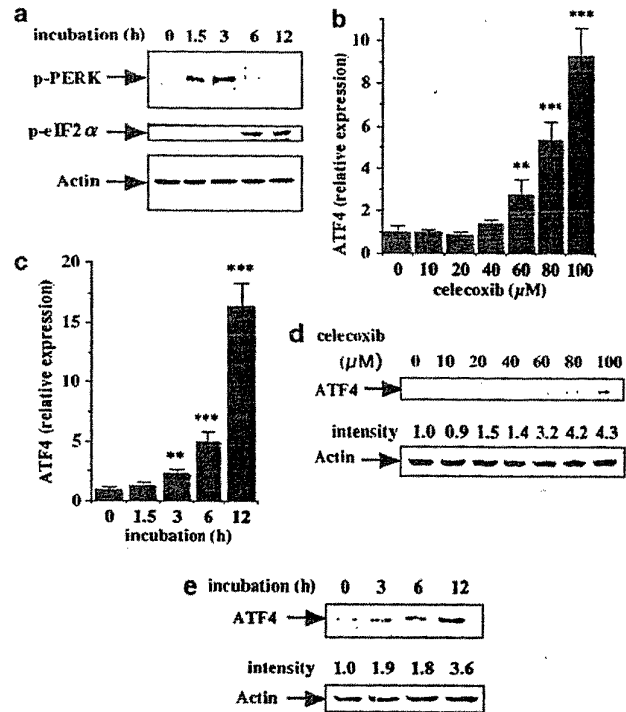 a
incubation (h) 0 1.5 3 6 12
p-PERK
p-eIF2 α
Actin
b
ATF4 (relative expression)
10
8
6
4
2
0
**
***
***
0 10 20 40 60 80 100
celecoxib (µM)
c
ATF4 (relative expression)
20
15
10
5
0
**
***
***
0 1.5 3 6 12
incubation (h)
d
celecoxib
(µM) 0 10 20 40 60 80 100
ATF4
intensity 1.0 0.9 1.5 1.4 3.2 4.2 4.3
Actin
e
incubation (h) 0 3 6 12
ATF4
intensity 1.0 1.9 1.8 3.6
Actin